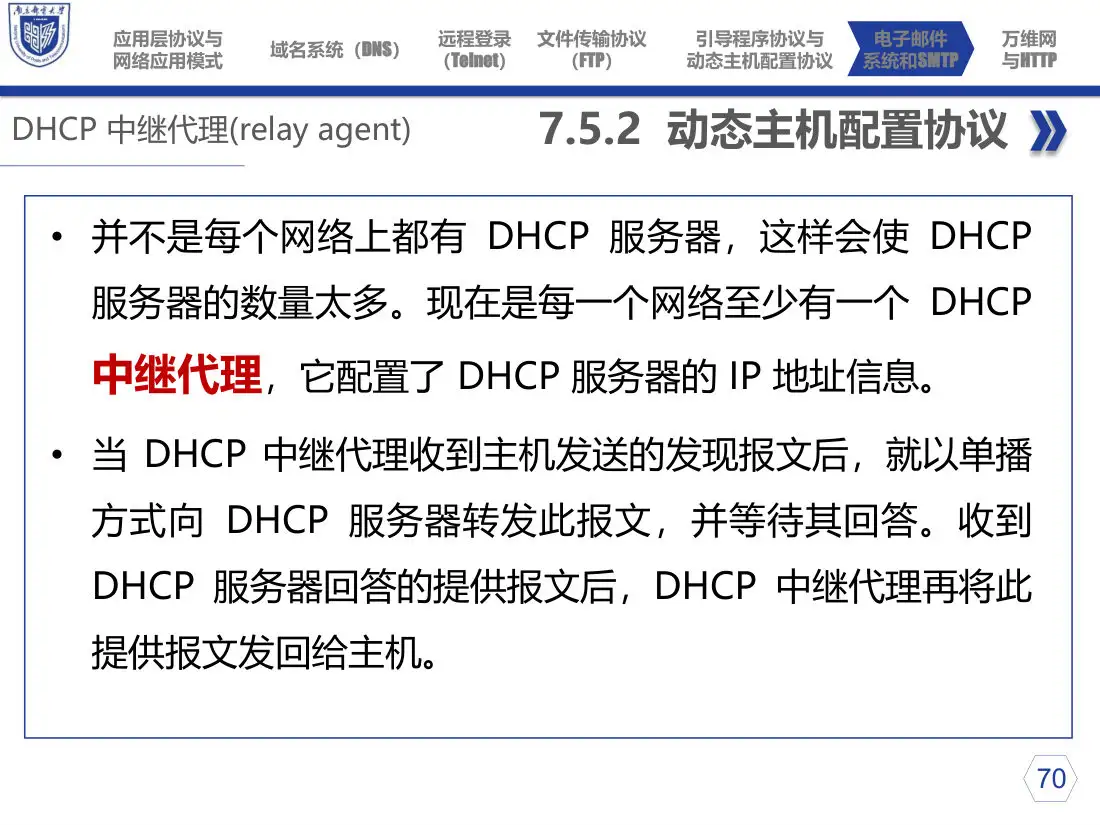 南京邮电大学
应用层协议与
网络应用模式
域名系统（DNS）
远程登录
（Telnet）
文件传输协议
（FTP）
引导程序协议与
动态主机配置协议
电子邮件
系统和SMTP
万维网
与HTTP
DHCP 中继代理(relay agent)
7.5.2 动态主机配置协议
• 并不是每个网络上都有 DHCP 服务器，这样会使 DHCP
服务器的数量太多。现在是每一个网络至少有一个 DHCP
中继代理，它配置了 DHCP 服务器的 IP 地址信息。
• 当 DHCP 中继代理收到主机发送的发现报文后，就以单播
方式向 DHCP 服务器转发此报文，并等待其回答。收到
DHCP 服务器回答的提供报文后，DHCP 中继代理再将此
提供报文发回给主机。
70